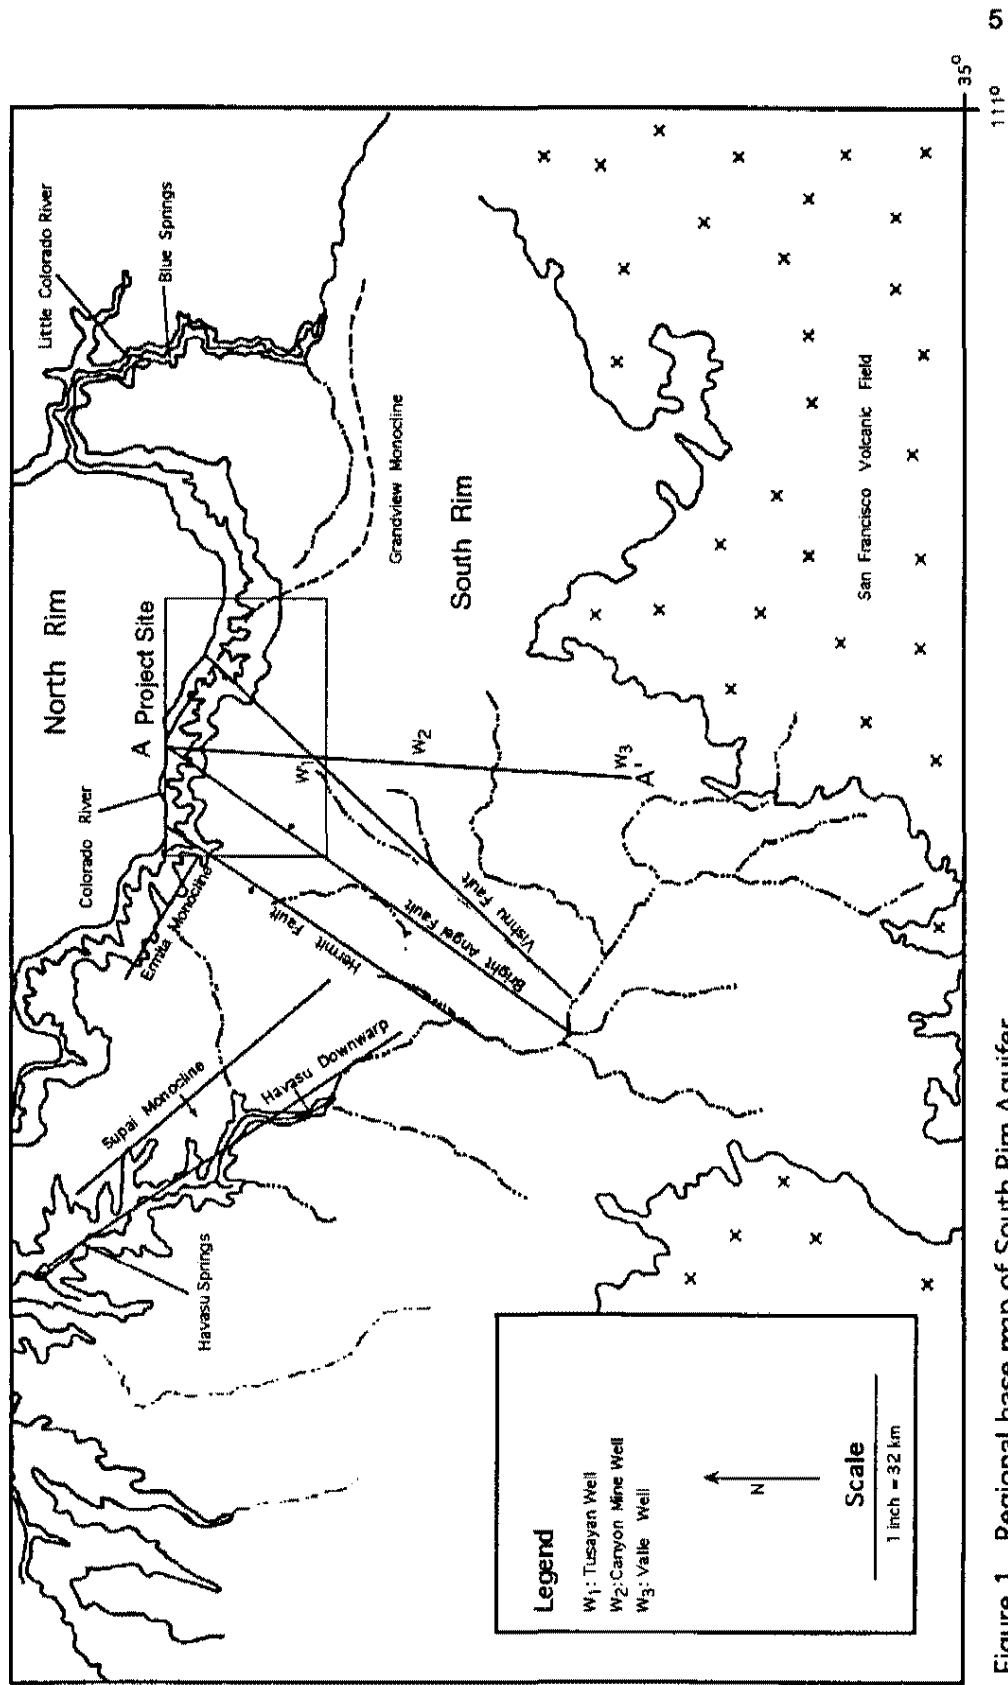 North Rim
Little Colorado River
Blue Springs
Colorado River
A Project Site
Ermita Monocline
Supai Monocline
Havasu Springs
Havasu Downwarp
Hermit Fault
Bright Angel Fault
Vishnu Fault
Grandview Monocline
South Rim
W1
W2
W3
A'
San Francisco Volcanic Field
Legend
W1: Tusayan Well
W2: Canyon Mine Well
W3: Valle Well
N
Scale
1 inch = 32 km
35°
111°
Figure 1. Regional base map of South Rim Aquifer
5